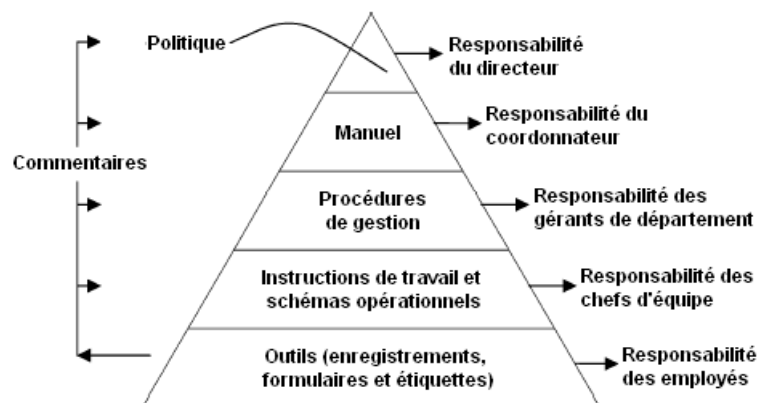 Politique
Responsabilité
du directeur
Manuel
Responsabilité du
coordonnateur
Commentaires
Procédures
de gestion
Responsabilité des
gérants de département
Instructions de travail et
schémas opérationnels
Responsabilité des
chefs d'équipe
Outils (enregistrements,
formulaires et étiquettes)
Responsabilité
des employés